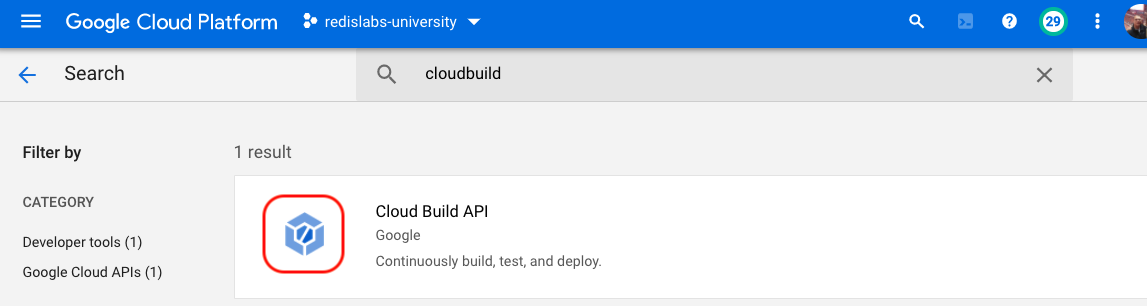 Google Cloud Platform redislabs-university 29
Search cloudbuild
Filter by
1 result
CATEGORY
Developer tools (1)
Google Cloud APIs (1)
Cloud Build API
Google
Continuously build, test, and deploy.